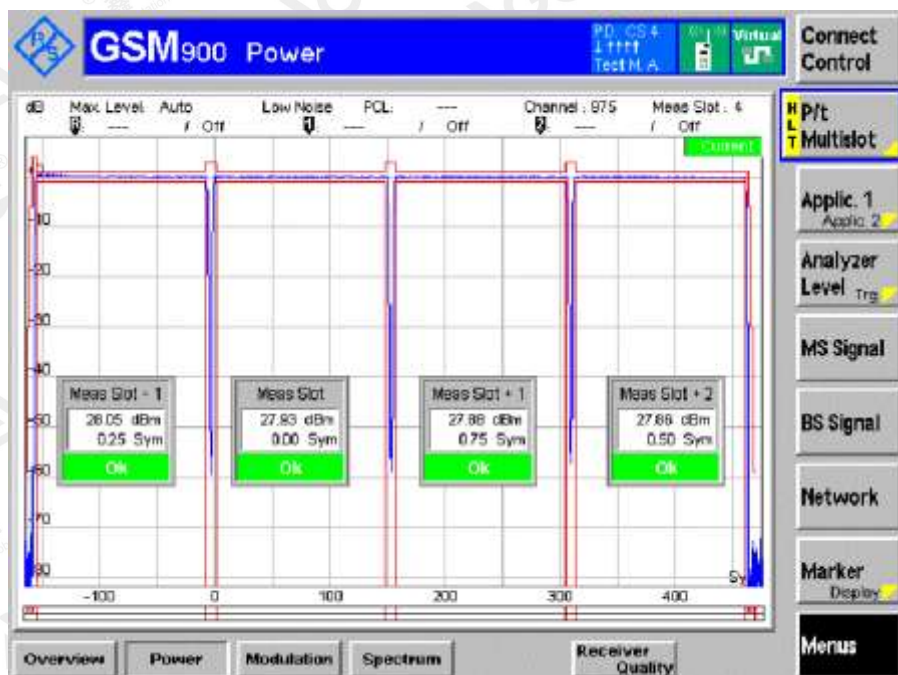 R/S
GSM900 Power
PD: CS 4
Test M. A.
Virtual
Connect Control
dB Max. Level: Auto Low Noise PCL: --- Channel : 975 Meas Slot : 4
--- / Off 1 --- / Off 2 --- / Off
Current
HLT
P/t Multislot
Applic. 1
Applic. 2
Analyzer Level Trg
MS Signal
BS Signal
Network
Marker
Display
Menus
-10
-20
-30
-40
-50
-60
-70
-80
Meas Slot - 1
28.05 dBm
0.25 Sym
Ok
Meas Slot
27.93 dBm
0.00 Sym
Ok
Meas Slot + 1
27.88 dBm
0.75 Sym
Ok
Meas Slot + 2
27.86 dBm
0.50 Sym
Ok
-100 0 100 200 300 400
Overview Power Modulation Spectrum Receiver Quality